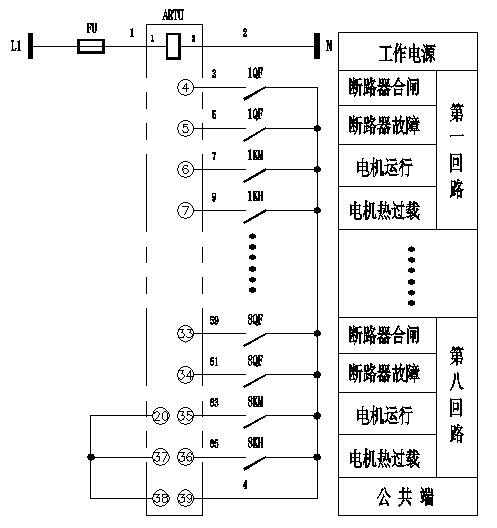 ARTU
L1 FU 1 1 3 2 N
工作电源
4 3 1QF 断路器合闸
5 5 1QF 断路器故障
6 7 1KM 电机运行
7 9 1KH 电机热过载
第一回路
33 59 8QF 断路器合闸
34 61 8QF 断路器故障
20 35 63 8KM 电机运行
37 36 65 8KH 电机热过载
第八回路
38 39 4 公共端